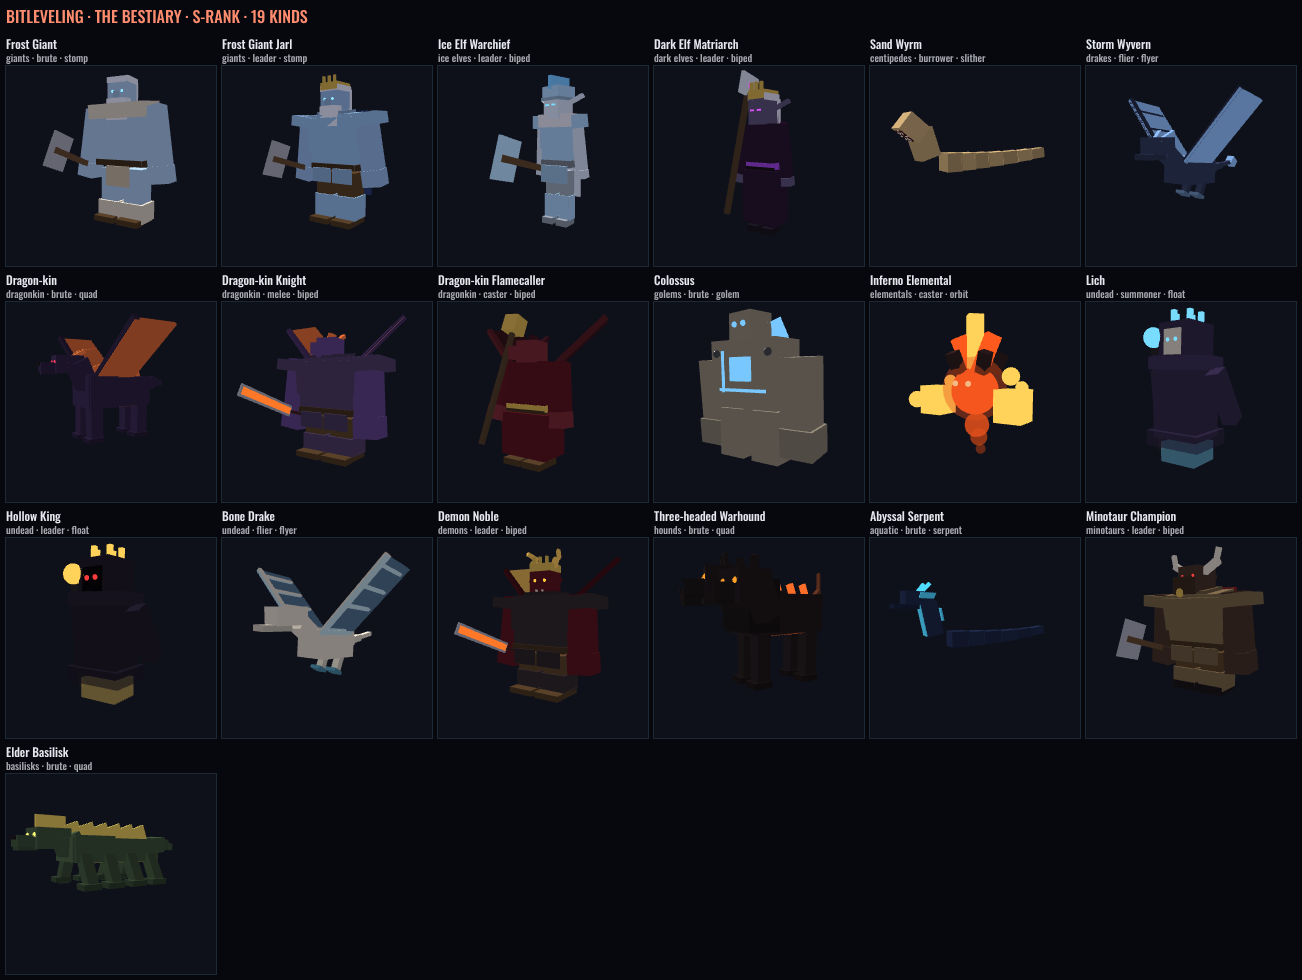 BITLEVELING · THE BESTIARY · S-RANK · 19 KINDS
Frost Giant
giants · brute · stomp
Frost Giant Jarl
giants · leader · stomp
Ice Elf Warchief
ice elves · leader · biped
Dark Elf Matriarch
dark elves · leader · biped
Sand Wyrm
centipedes · burrower · slither
Storm Wyvern
drakes · flier · flyer
Dragon-kin
dragonkin · brute · quad
Dragon-kin Knight
dragonkin · melee · biped
Dragon-kin Flamecaller
dragonkin · caster · biped
Colossus
golems · brute · golem
Inferno Elemental
elementals · caster · orbit
Lich
undead · summoner · float
Hollow King
undead · leader · float
Bone Drake
undead · flier · flyer
Demon Noble
demons · leader · biped
Three-headed Warhound
hounds · brute · quad
Abyssal Serpent
aquatic · brute · serpent
Minotaur Champion
minotaurs · leader · biped
Elder Basilisk
basilisks · brute · quad